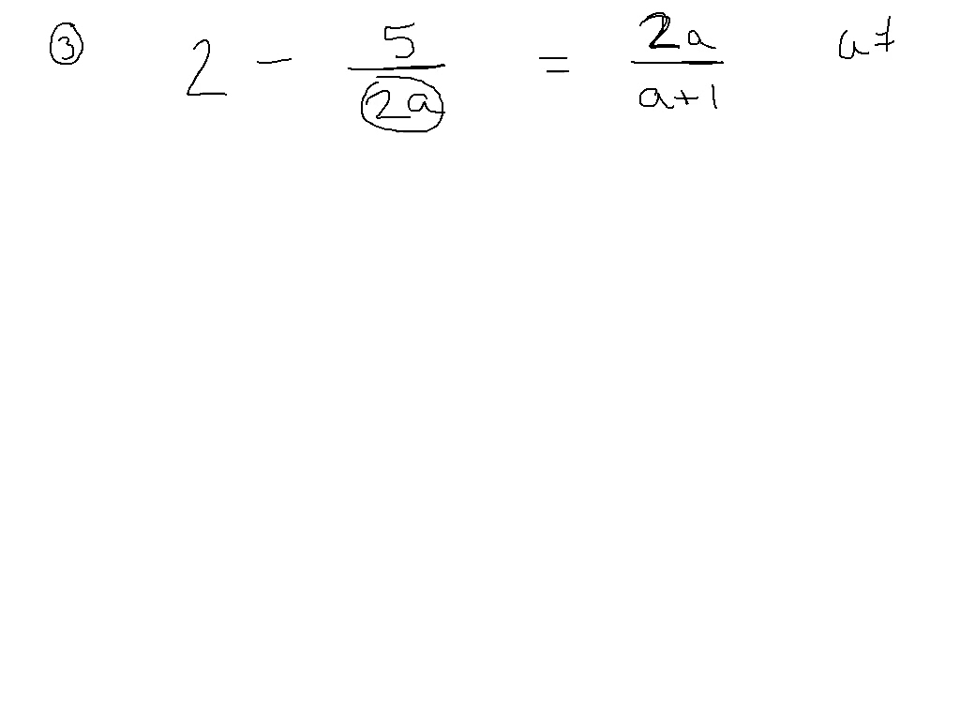 ③ 2 - 5/2a = 2a/a+1 a≠